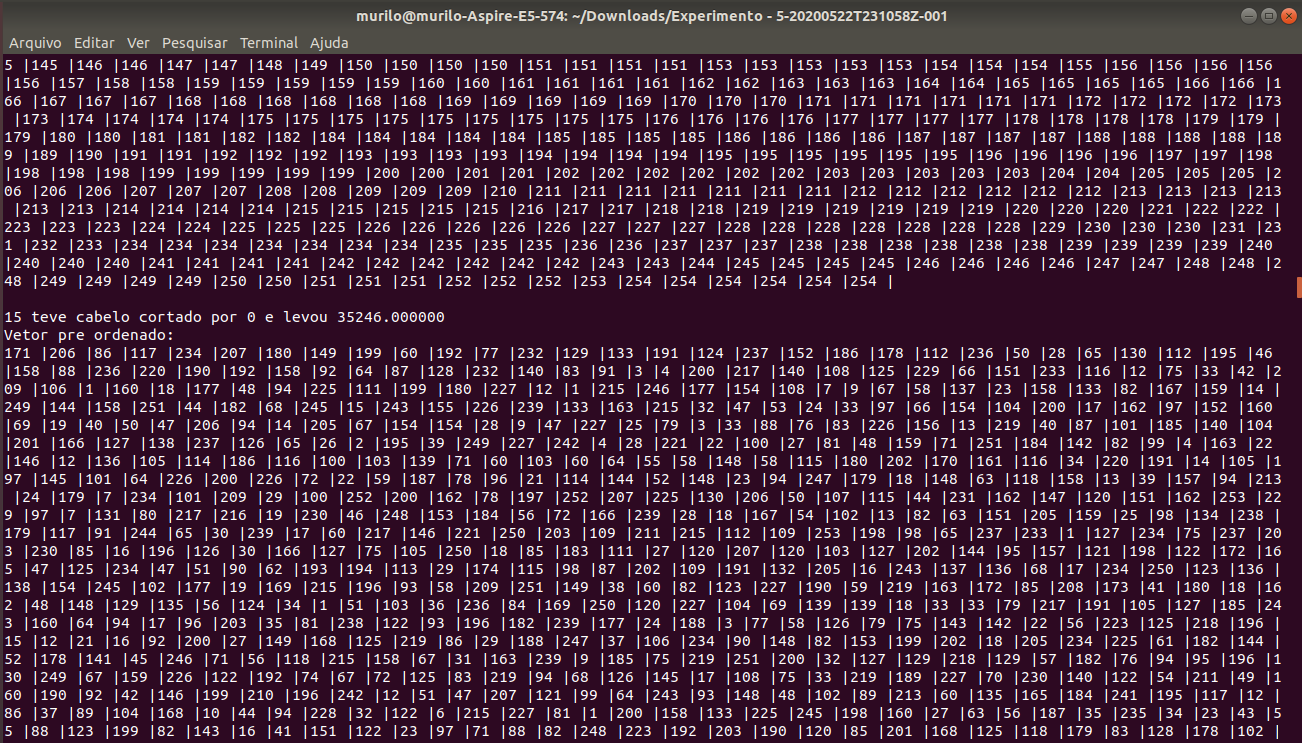 murilo@murilo-Aspire-E5-574: ~/Downloads/Experimento - 5-20200522T231058Z-001
Arquivo Editar Ver Pesquisar Terminal Ajuda
5 |145 |146 |146 |147 |147 |148 |149 |150 |150 |150 |150 |151 |151 |151 |151 |153 |153 |153 |153 |153 |154 |154 |154 |155 |156 |156 |156 |156
|156 |157 |158 |158 |159 |159 |159 |159 |159 |160 |160 |161 |161 |161 |161 |162 |162 |163 |163 |163 |164 |164 |165 |165 |165 |165 |166 |166 |1
66 |167 |167 |167 |168 |168 |168 |168 |168 |168 |169 |169 |169 |169 |169 |170 |170 |170 |171 |171 |171 |171 |171 |171 |172 |172 |172 |172 |173
|173 |174 |174 |174 |174 |175 |175 |175 |175 |175 |175 |175 |175 |175 |176 |176 |176 |176 |177 |177 |177 |177 |178 |178 |178 |178 |179 |179 |
179 |180 |180 |181 |181 |182 |182 |184 |184 |184 |184 |184 |185 |185 |185 |185 |186 |186 |186 |186 |187 |187 |187 |187 |188 |188 |188 |188 |18
9 |189 |190 |191 |191 |192 |192 |192 |193 |193 |193 |193 |194 |194 |194 |194 |195 |195 |195 |195 |195 |195 |196 |196 |196 |196 |197 |197 |198
|198 |198 |198 |199 |199 |199 |199 |199 |200 |200 |201 |201 |202 |202 |202 |202 |202 |202 |203 |203 |203 |203 |203 |204 |204 |205 |205 |205 |2
06 |206 |206 |207 |207 |207 |208 |208 |209 |209 |209 |210 |211 |211 |211 |211 |211 |211 |211 |212 |212 |212 |212 |212 |212 |213 |213 |213 |213
|213 |213 |214 |214 |214 |214 |215 |215 |215 |215 |215 |216 |217 |217 |218 |218 |219 |219 |219 |219 |219 |219 |220 |220 |220 |221 |222 |222 |
223 |223 |223 |224 |224 |225 |225 |225 |226 |226 |226 |226 |226 |227 |227 |227 |228 |228 |228 |228 |228 |228 |228 |229 |230 |230 |230 |231 |23
1 |232 |233 |234 |234 |234 |234 |234 |234 |234 |235 |235 |235 |236 |236 |237 |237 |237 |238 |238 |238 |238 |238 |238 |239 |239 |239 |239 |240
|240 |240 |240 |241 |241 |241 |241 |242 |242 |242 |242 |242 |242 |243 |243 |244 |245 |245 |245 |245 |246 |246 |246 |246 |247 |247 |248 |248 |2
48 |249 |249 |249 |249 |250 |250 |251 |251 |251 |252 |252 |252 |253 |254 |254 |254 |254 |254 |254 |
15 teve cabelo cortado por 0 e levou 35246.000000
Vetor pre ordenado:
171 |206 |86 |117 |234 |207 |180 |149 |199 |60 |192 |77 |232 |129 |133 |191 |124 |237 |152 |186 |178 |112 |236 |50 |28 |65 |130 |112 |195 |46
|158 |88 |236 |220 |190 |192 |158 |92 |64 |87 |128 |232 |140 |83 |91 |3 |4 |200 |217 |140 |108 |125 |229 |66 |151 |233 |116 |12 |75 |33 |42 |2
09 |106 |1 |160 |18 |177 |48 |94 |225 |111 |199 |180 |227 |12 |1 |215 |246 |177 |154 |108 |7 |9 |67 |58 |137 |23 |158 |133 |82 |167 |159 |14 |
249 |144 |158 |251 |44 |182 |68 |245 |15 |243 |155 |226 |239 |133 |163 |215 |32 |47 |53 |24 |33 |97 |66 |154 |104 |200 |17 |162 |97 |152 |160
|69 |19 |40 |50 |47 |206 |94 |14 |205 |67 |154 |154 |28 |9 |47 |227 |25 |79 |3 |33 |88 |76 |83 |226 |156 |13 |219 |40 |87 |101 |185 |140 |104
|201 |166 |127 |138 |237 |126 |65 |26 |2 |195 |39 |249 |227 |242 |4 |28 |221 |22 |100 |27 |81 |48 |159 |71 |251 |184 |142 |82 |99 |4 |163 |22
|146 |12 |136 |105 |114 |186 |116 |100 |103 |139 |71 |60 |103 |60 |64 |55 |58 |148 |58 |115 |180 |202 |170 |161 |116 |34 |220 |191 |14 |105 |1
97 |145 |101 |64 |226 |200 |226 |72 |22 |59 |187 |78 |96 |21 |114 |144 |52 |148 |23 |94 |247 |179 |18 |148 |63 |118 |158 |13 |39 |157 |94 |213
|24 |179 |7 |234 |101 |209 |29 |100 |252 |200 |162 |78 |197 |252 |207 |225 |130 |206 |50 |107 |115 |44 |231 |162 |147 |120 |151 |162 |253 |22
9 |97 |7 |131 |80 |217 |216 |19 |230 |46 |248 |153 |184 |56 |72 |166 |239 |28 |18 |167 |54 |102 |13 |82 |63 |151 |205 |159 |25 |98 |134 |238 |
179 |117 |91 |244 |65 |30 |239 |17 |60 |217 |146 |221 |250 |203 |109 |211 |215 |112 |109 |253 |198 |98 |65 |237 |233 |1 |127 |234 |75 |237 |20
3 |230 |85 |16 |196 |126 |30 |166 |127 |75 |105 |250 |18 |85 |183 |111 |27 |120 |207 |120 |103 |127 |202 |144 |95 |157 |121 |198 |122 |172 |16
5 |47 |125 |234 |47 |51 |90 |62 |193 |194 |113 |29 |174 |115 |98 |87 |202 |109 |191 |132 |205 |16 |243 |137 |136 |68 |17 |234 |250 |123 |136 |
138 |154 |245 |102 |177 |19 |169 |215 |196 |93 |58 |209 |251 |149 |38 |60 |82 |123 |227 |190 |59 |219 |163 |172 |85 |208 |173 |41 |180 |18 |16
2 |48 |148 |129 |135 |56 |124 |34 |1 |51 |103 |36 |236 |84 |169 |250 |120 |227 |104 |69 |139 |139 |18 |33 |33 |79 |217 |191 |105 |127 |185 |24
3 |160 |64 |94 |17 |96 |203 |35 |81 |238 |122 |93 |196 |182 |239 |177 |24 |188 |3 |77 |58 |126 |79 |75 |143 |142 |22 |56 |223 |125 |218 |196 |
15 |12 |21 |16 |92 |200 |27 |149 |168 |125 |219 |86 |29 |188 |247 |37 |106 |234 |90 |148 |82 |153 |199 |202 |18 |205 |234 |225 |61 |182 |144 |
52 |178 |141 |45 |246 |71 |56 |118 |215 |158 |67 |31 |163 |239 |9 |185 |75 |219 |251 |200 |32 |127 |129 |218 |129 |57 |182 |76 |94 |95 |196 |1
30 |249 |67 |159 |226 |122 |192 |74 |67 |72 |125 |83 |219 |94 |68 |126 |145 |17 |108 |75 |33 |219 |189 |227 |70 |230 |140 |122 |54 |211 |49 |1
60 |190 |92 |42 |146 |199 |210 |196 |242 |12 |51 |47 |207 |121 |99 |64 |243 |93 |148 |48 |102 |89 |213 |60 |135 |165 |184 |241 |195 |117 |12 |
86 |37 |89 |104 |168 |10 |44 |94 |228 |32 |122 |6 |215 |227 |81 |1 |200 |158 |133 |225 |245 |198 |160 |27 |63 |56 |187 |35 |235 |34 |23 |43 |5
5 |88 |123 |199 |82 |143 |16 |41 |151 |122 |23 |97 |71 |88 |82 |248 |223 |192 |203 |190 |120 |85 |201 |168 |125 |118 |179 |83 |128 |178 |102 |